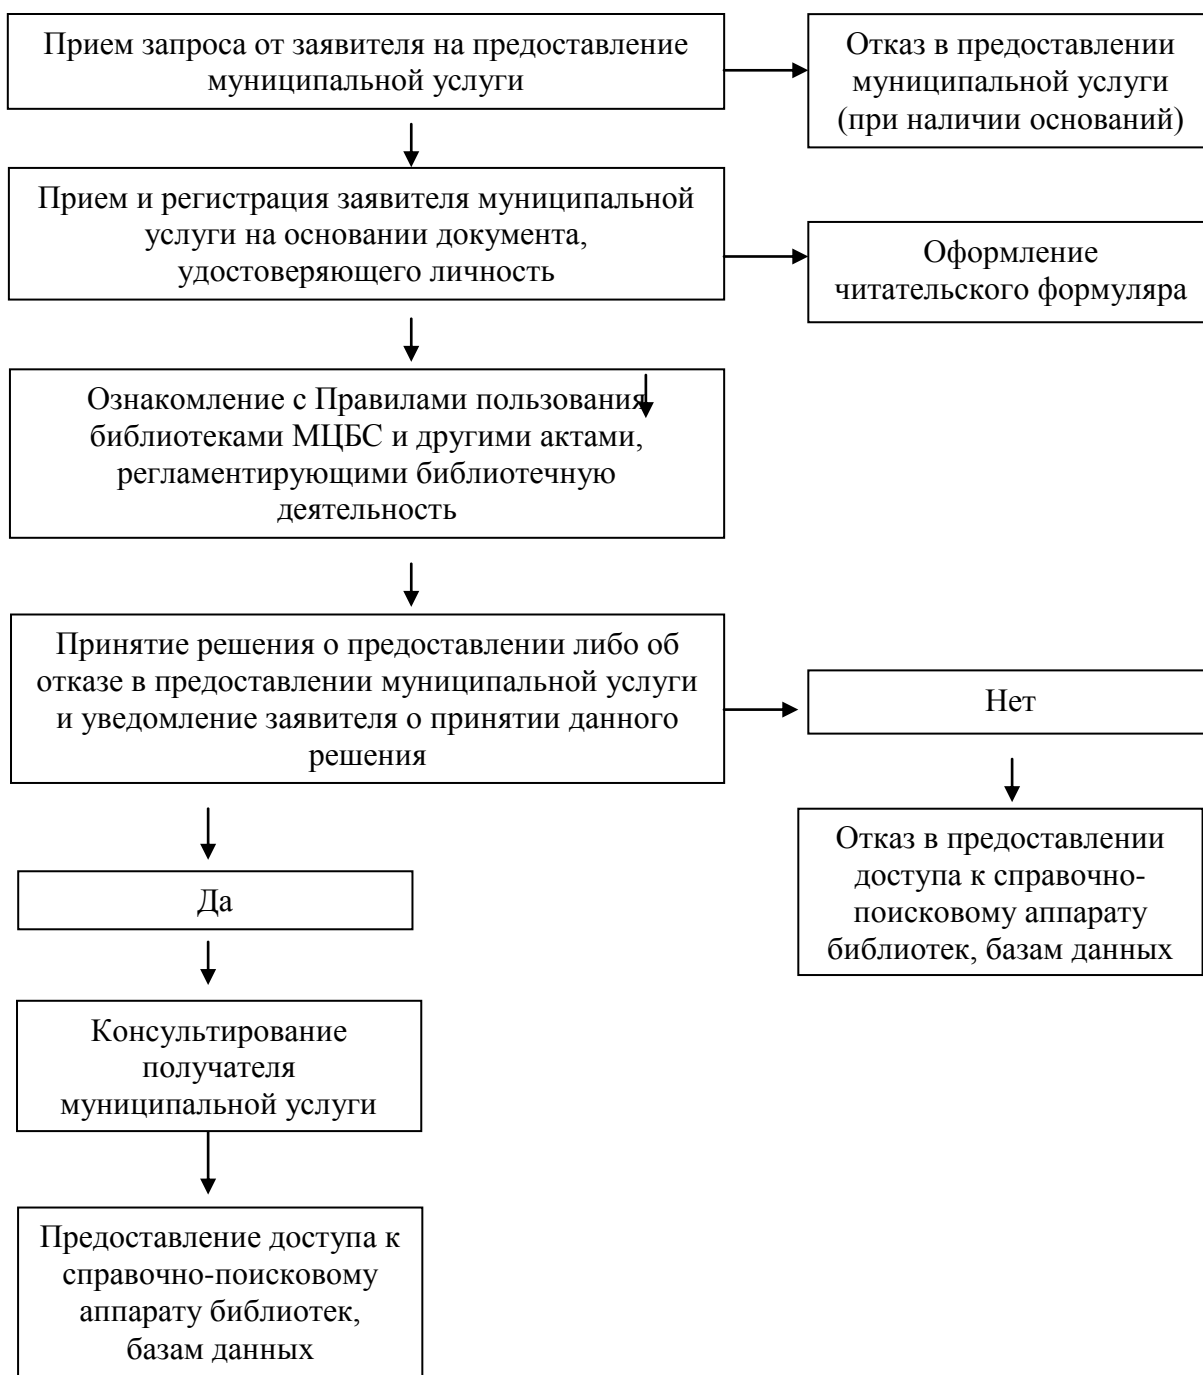 Прием запроса от заявителя на предоставление
муниципальной услуги
Отказ в предоставлении
муниципальной услуги
(при наличии оснований)
Прием и регистрация заявителя муниципальной
услуги на основании документа,
удостоверяющего личность
Оформление
читательского формуляра
Ознакомление с Правилами пользования
библиотеками МЦБС и другими актами,
регламентирующими библиотечную
деятельность
Принятие решения о предоставлении либо об
отказе в предоставлении муниципальной услуги
и уведомление заявителя о принятии данного
решения
Нет
Отказ в предоставлении
доступа к справочно-
поисковому аппарату
библиотек, базам данных
Да
Консультирование
получателя
муниципальной услуги
Предоставление доступа к
справочно-поисковому
аппарату библиотек,
базам данных